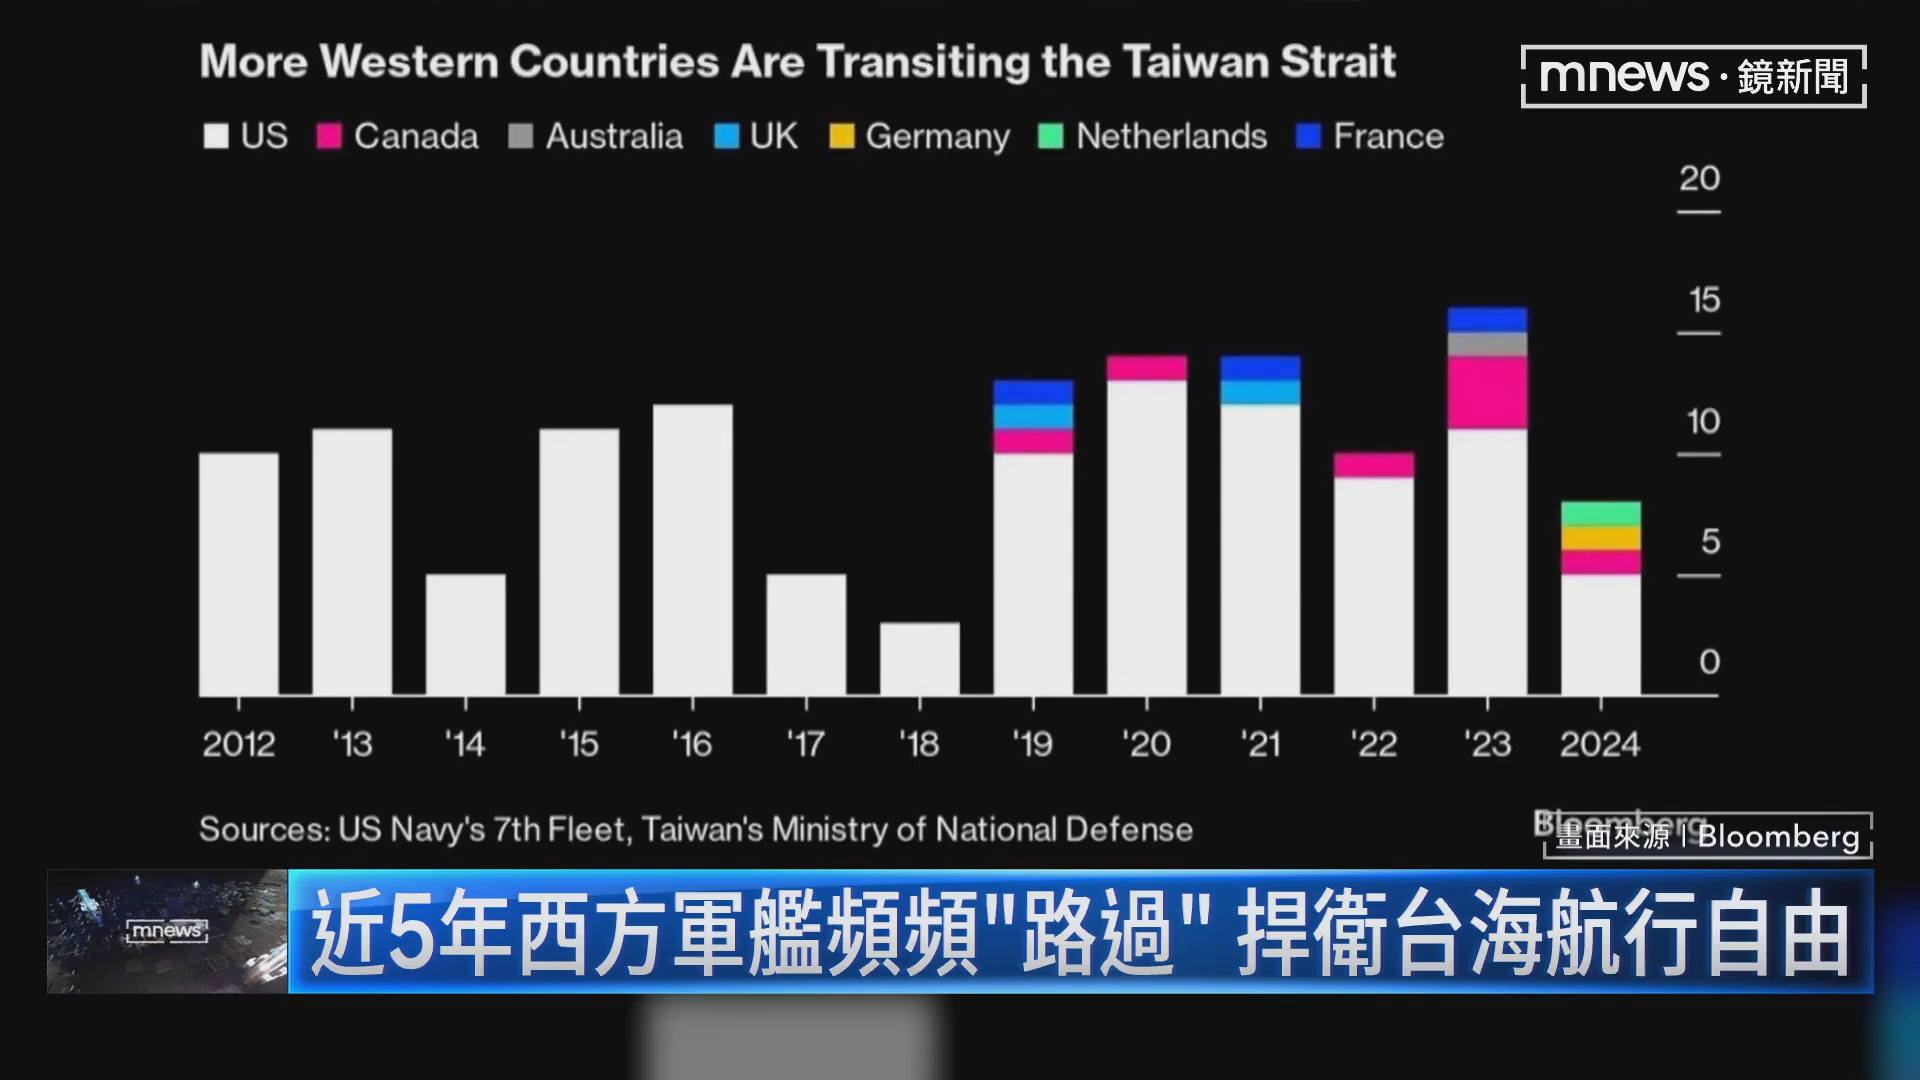 More Western Countries Are Transiting the Taiwan Strait
mnews·鏡新聞
US Canada Australia UK Germany Netherlands France
20
15
10
5
0
2012 '13 '14 '15 '16 '17 '18 '19 '20 '21 '22 '23 2024
Sources: US Navy's 7th Fleet, Taiwan's Ministry of National Defense
Bloomberg
畫面來源 | Bloomberg
mnews
近5年西方軍艦頻頻"路過" 捍衛台海航行自由